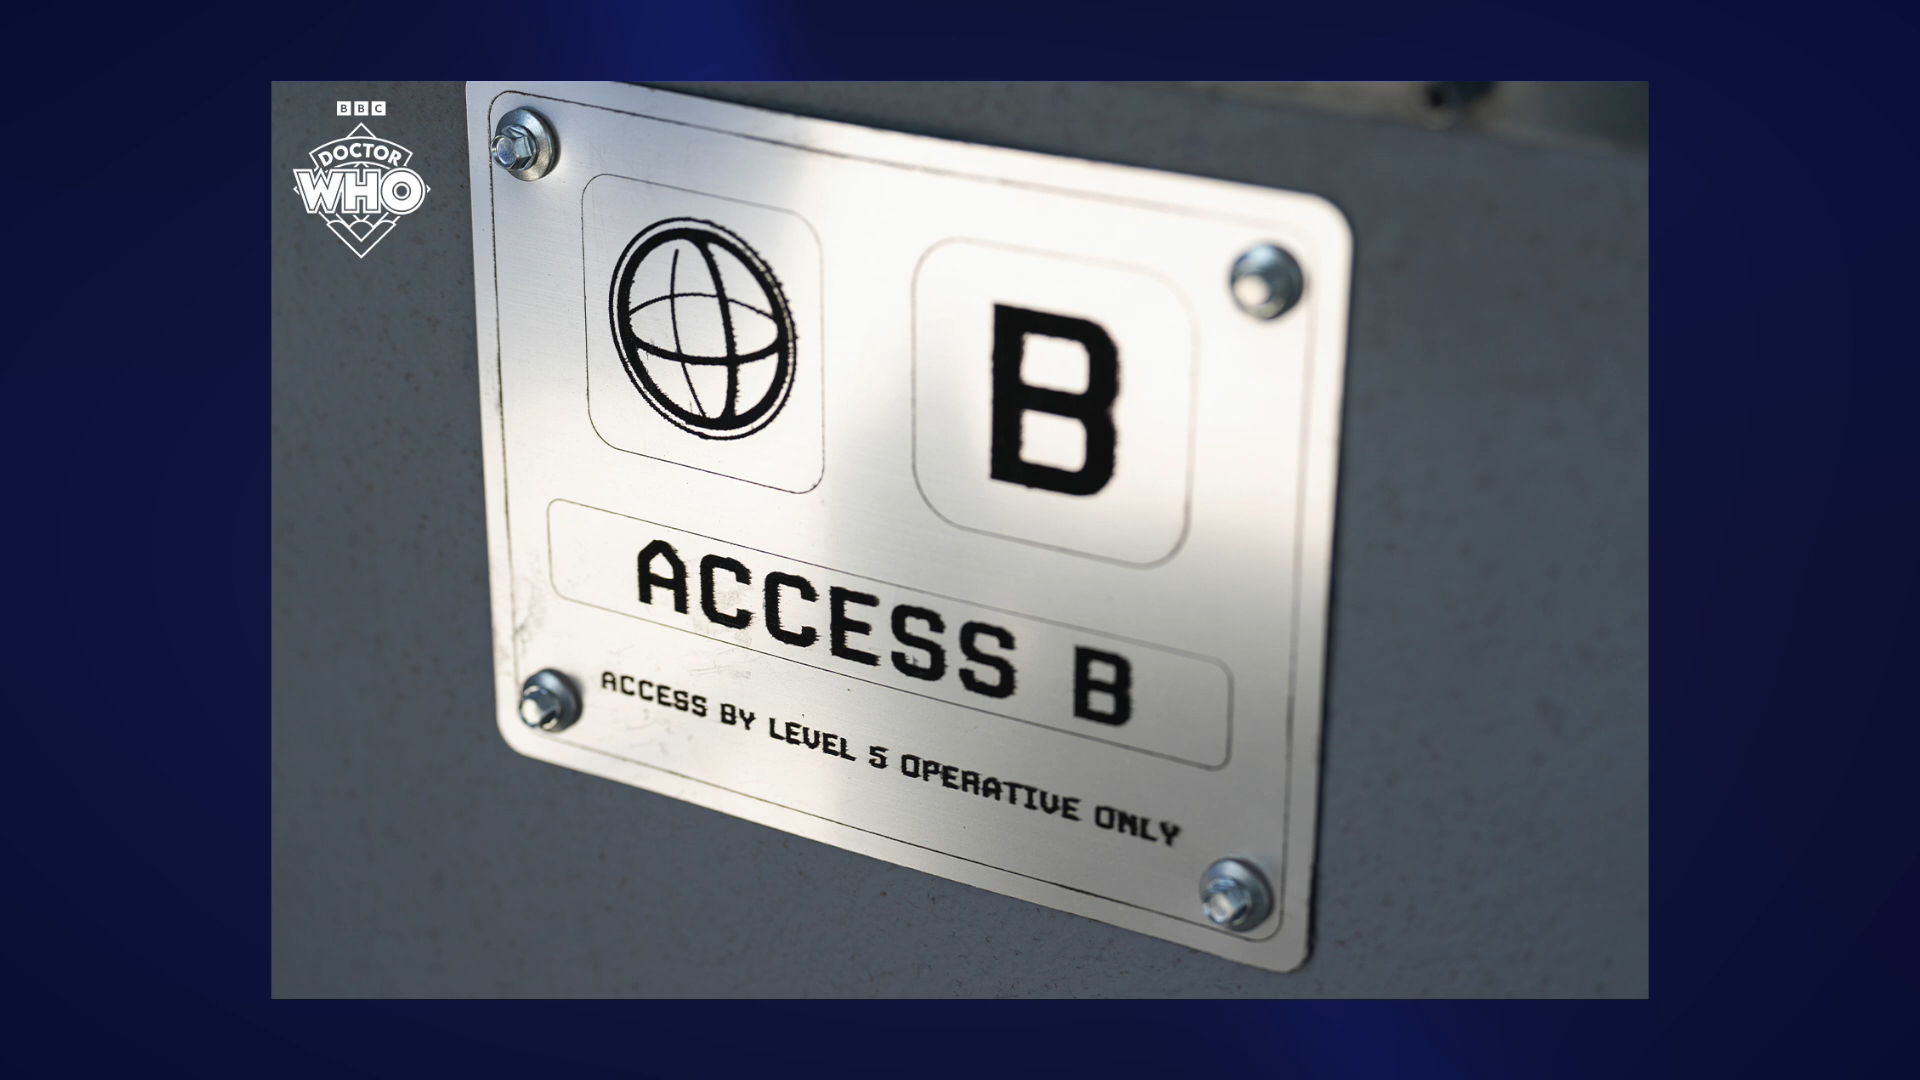 BBC
DOCTOR
WHO
B
ACCESS B
ACCESS BY LEVEL 5 OPERATIVE ONLY